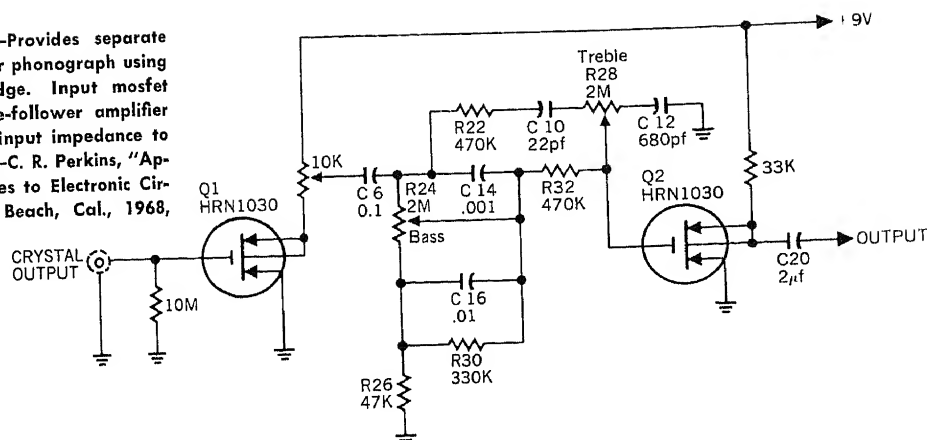 –Provides separate
r phonograph using
dge. Input mosfet
e-follower amplifier
input impedance to
–C. R. Perkins, "Ap-
es to Electronic Cir-
Beach, Cal., 1968,
+ 9V
Treble
R28
2M
R22
470K
C 10
22pf
C 12
680pf
10K
C 6
0.1
R24
2M
C 14
.001
R32
470K
33K
Q1
HRN1030
Q2
HRN1030
Bass
CRYSTAL
OUTPUT
OUTPUT
C20
2μf
10M
C 16
.01
R30
330K
R26
47K